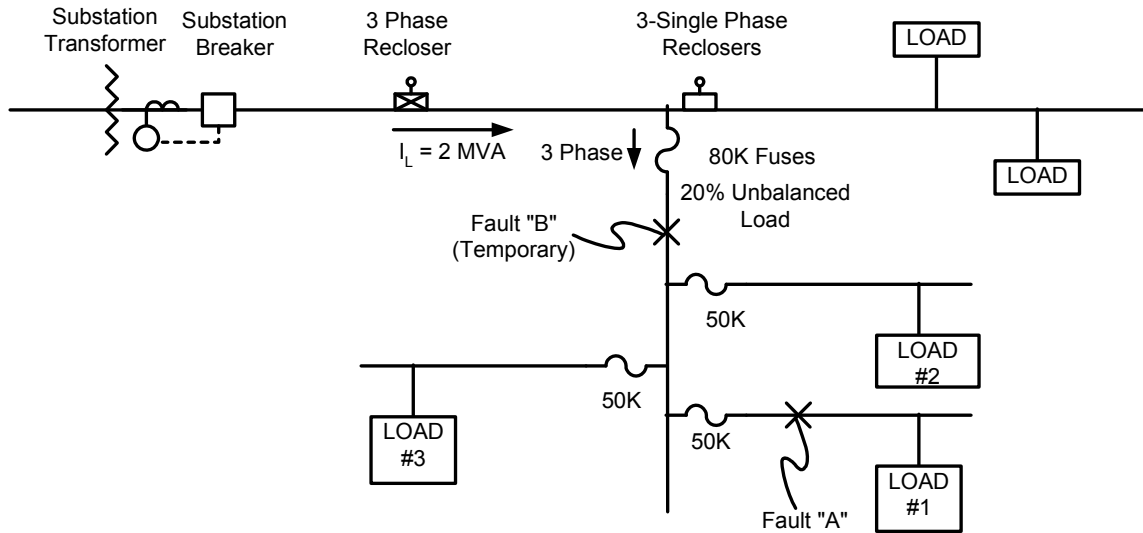 Substation
Transformer
Substation
Breaker
3 Phase
Recloser
3-Single Phase
Reclosers
LOAD
LOAD
I_L = 2 MVA
3 Phase
80K Fuses
20% Unbalanced
Load
Fault "B"
(Temporary)
50K
LOAD
#2
50K
LOAD
#3
50K
LOAD
#1
Fault "A"